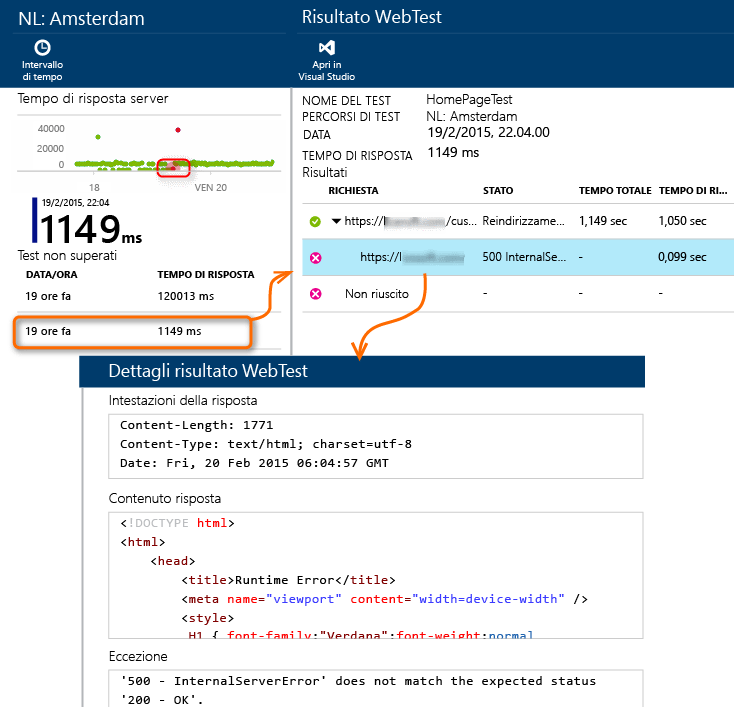 NL: Amsterdam
Intervallo
di tempo
Tempo di risposta server
40000
20000
0
18
VEN 20
19/2/2015, 22:04
1149 ms
Test non superati
DATA/ORA TEMPO DI RISPOSTA
19 ore fa 120013 ms
19 ore fa 1149 ms
Risultato WebTest
Apri in
Visual Studio
NOME DEL TEST HomePageTest
PERCORSI DI TEST NL: Amsterdam
DATA 19/2/2015, 22.04.00
TEMPO DI RISPOSTA 1149 ms
Risultati
RICHIESTA STATO TEMPO TOTALE TEMPO DI RI...
https:// /cus... Reindirizzame... 1,149 sec 1,050 sec
https:// 500 InternalSe... - 0,099 sec
Non riuscito - - -
Dettagli risultato WebTest
Intestazioni della risposta
Content-Length: 1771
Content-Type: text/html; charset=utf-8
Date: Fri, 20 Feb 2015 06:04:57 GMT
Contenuto risposta
<!DOCTYPE html>
<html>
<head>
<title>Runtime Error</title>
<meta name="viewport" content="width=device-width" />
<style>
H1 { font-family:"Verdana";font-weight:normal
Eccezione
'500 - InternalServerError' does not match the expected status
'200 - OK'.